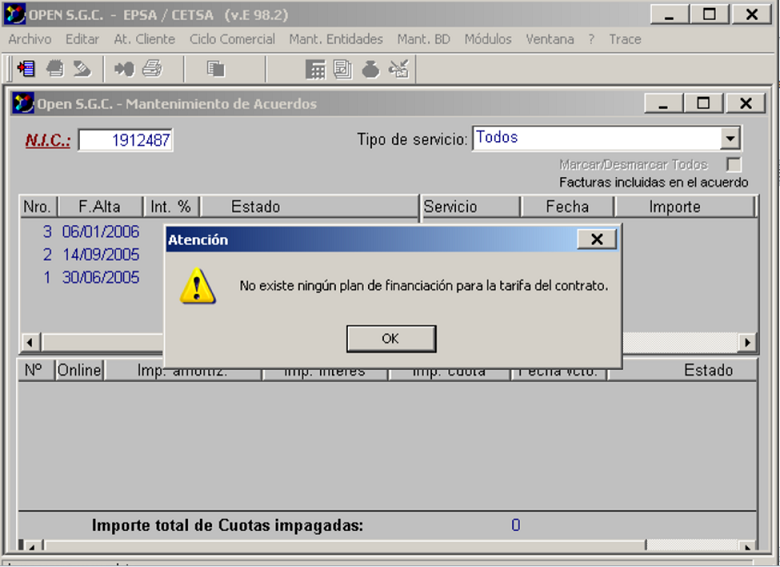 OPEN S.G.C. - EPSA / CETSA (v.E 98.2)
Archivo Editar At. Cliente Ciclo Comercial Mant. Entidades Mant. BD Módulos Ventana ? Trace
Open S.G.C. - Mantenimiento de Acuerdos
N.I.C.: 1912487 Tipo de servicio: Todos
Marcar/Desmarcar Todos
Facturas incluidas en el acuerdo
Nro. F.Alta Int. % Estado Servicio Fecha Importe
3 06/01/2006
2 14/09/2005
1 30/06/2005
Atención
No existe ningún plan de financiación para la tarifa del contrato.
OK
Nº Online Imp. amortiz. Imp. interés Imp. cuota Fecha vcto. Estado
Importe total de Cuotas impagadas: 0